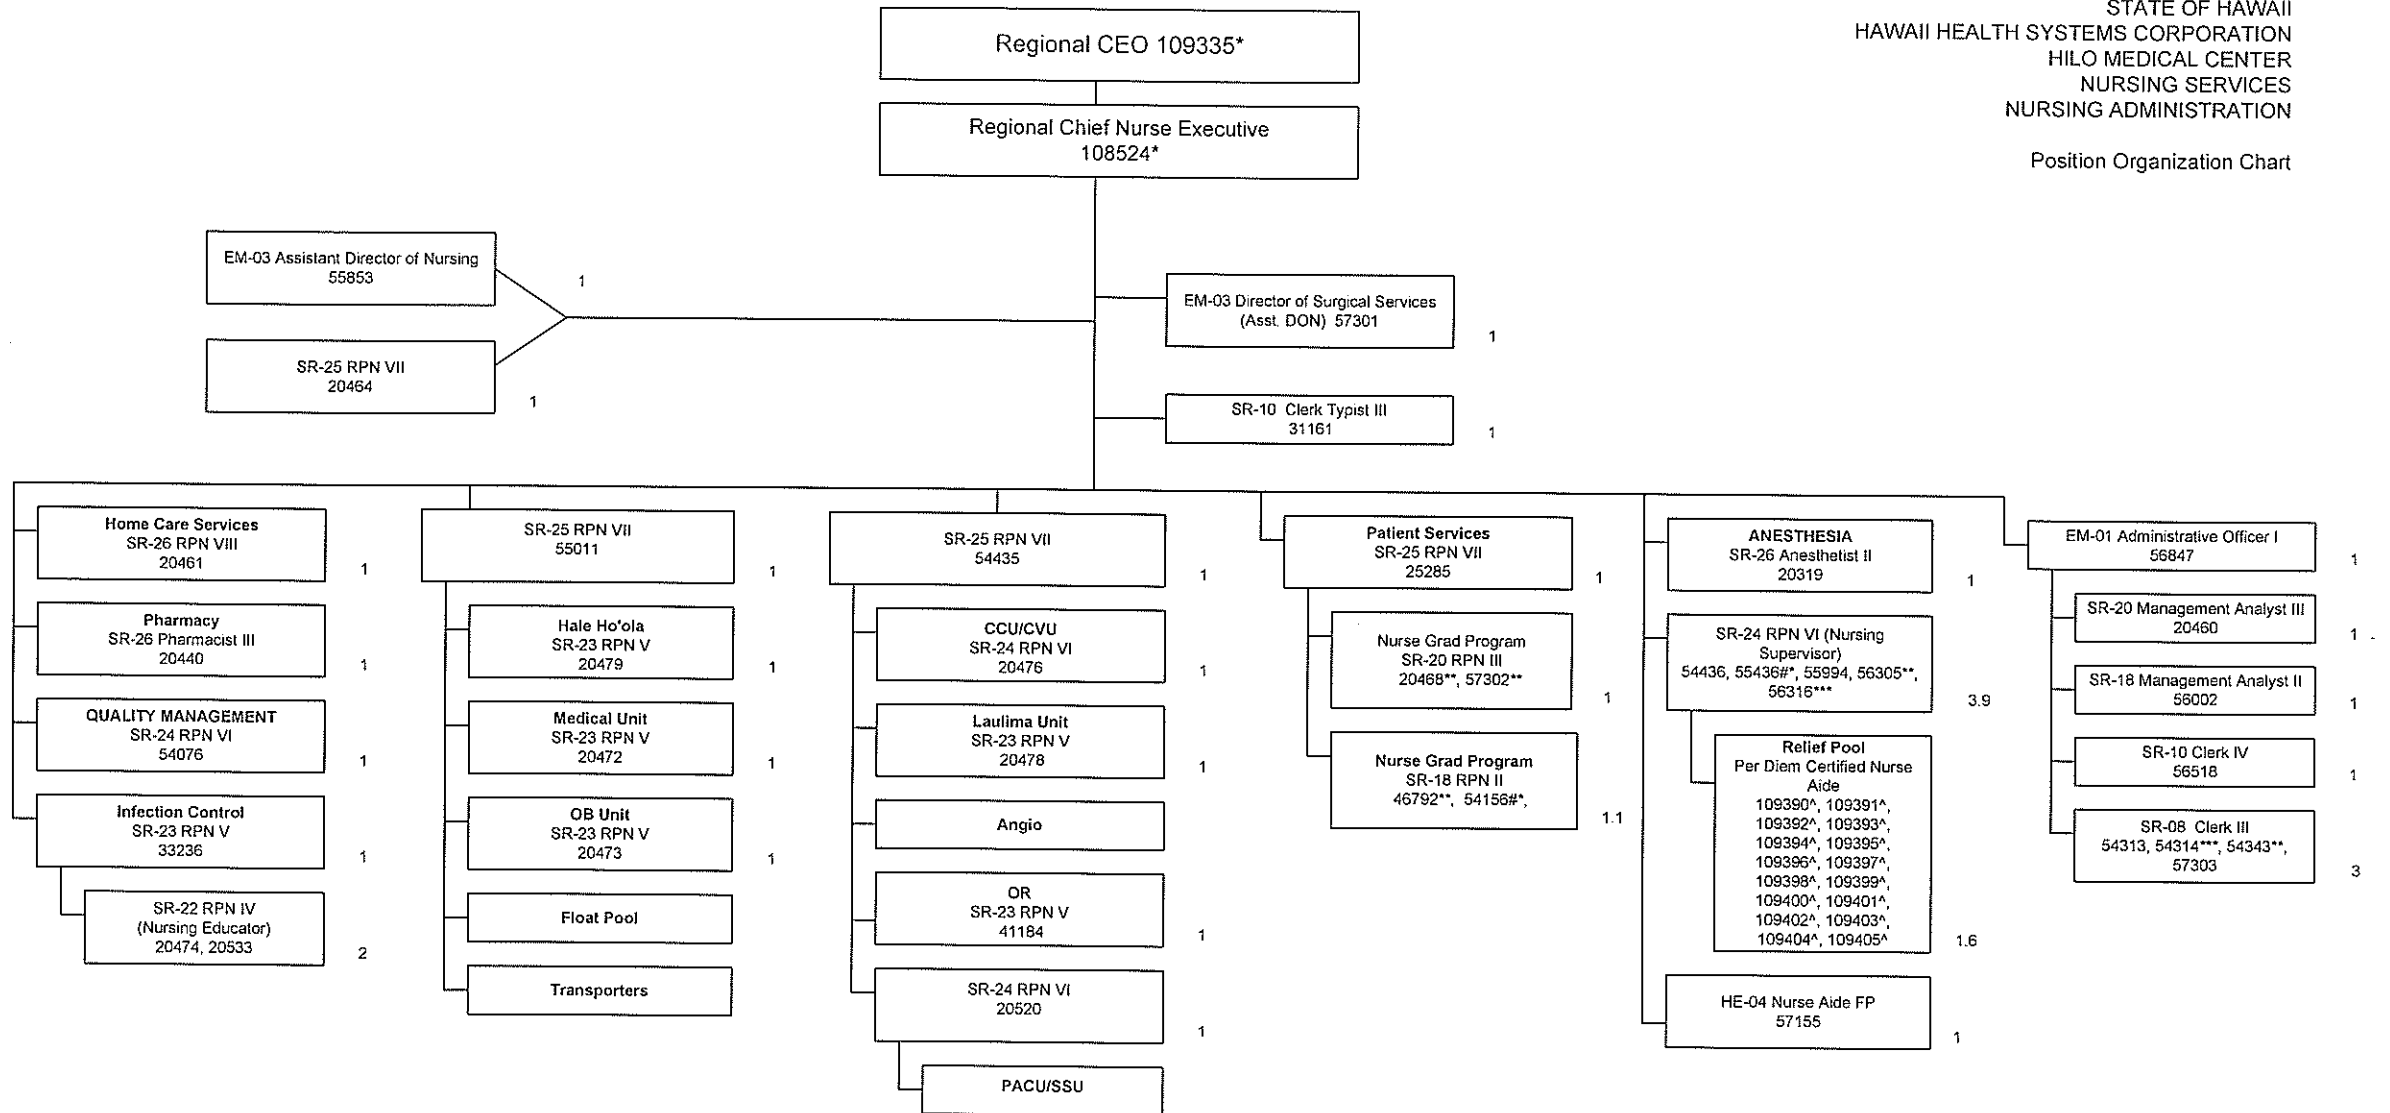 STATE OF HAWAII
HAWAII HEALTH SYSTEMS CORPORATION
HILO MEDICAL CENTER
NURSING SERVICES
NURSING ADMINISTRATION
Position Organization Chart
Regional CEO 109335*
Regional Chief Nurse Executive
108524*
EM-03 Assistant Director of Nursing
55853
1
SR-25 RPN VII
20464
1
EM-03 Director of Surgical Services
(Asst. DON) 57301
1
SR-10 Clerk Typist III
31161
1
Home Care Services
SR-26 RPN VIII
20461
1
Pharmacy
SR-26 Pharmacist III
20440
1
QUALITY MANAGEMENT
SR-24 RPN VI
54076
1
Infection Control
SR-23 RPN V
33236
1
SR-22 RPN IV
(Nursing Educator)
20474, 20533
2
SR-25 RPN VII
55011
1
Hale Ho'ola
SR-23 RPN V
20479
1
Medical Unit
SR-23 RPN V
20472
1
OB Unit
SR-23 RPN V
20473
1
Float Pool
Transporters
SR-25 RPN VII
54435
1
CCU/CVU
SR-24 RPN VI
20476
1
Laulima Unit
SR-23 RPN V
20478
1
Angio
OR
SR-23 RPN V
41184
1
SR-24 RPN VI
20520
1
PACU/SSU
Patient Services
SR-25 RPN VII
25285
1
Nurse Grad Program
SR-20 RPN III
20468**, 57302**
1
Nurse Grad Program
SR-18 RPN II
46792**, 54156#*,
1.1
ANESTHESIA
SR-26 Anesthetist II
20319
1
SR-24 RPN VI (Nursing
Supervisor)
54436, 55436#*, 55994, 56305**,
56316***
3.9
Relief Pool
Per Diem Certified Nurse
Aide
109390^, 109391^,
109392^, 109393^,
109394^, 109395^,
109396^, 109397^,
109398^, 109399^,
109400^, 109401^,
109402^, 109403^,
109404^, 109405^
1.6
HE-04 Nurse Aide FP
57155
1
EM-01 Administrative Officer I
56847
1
SR-20 Management Analyst III
20460
1
SR-18 Management Analyst II
56002
1
SR-10 Clerk IV
56518
1
SR-08 Clerk III
54313, 54314***, 54343**,
57303
3